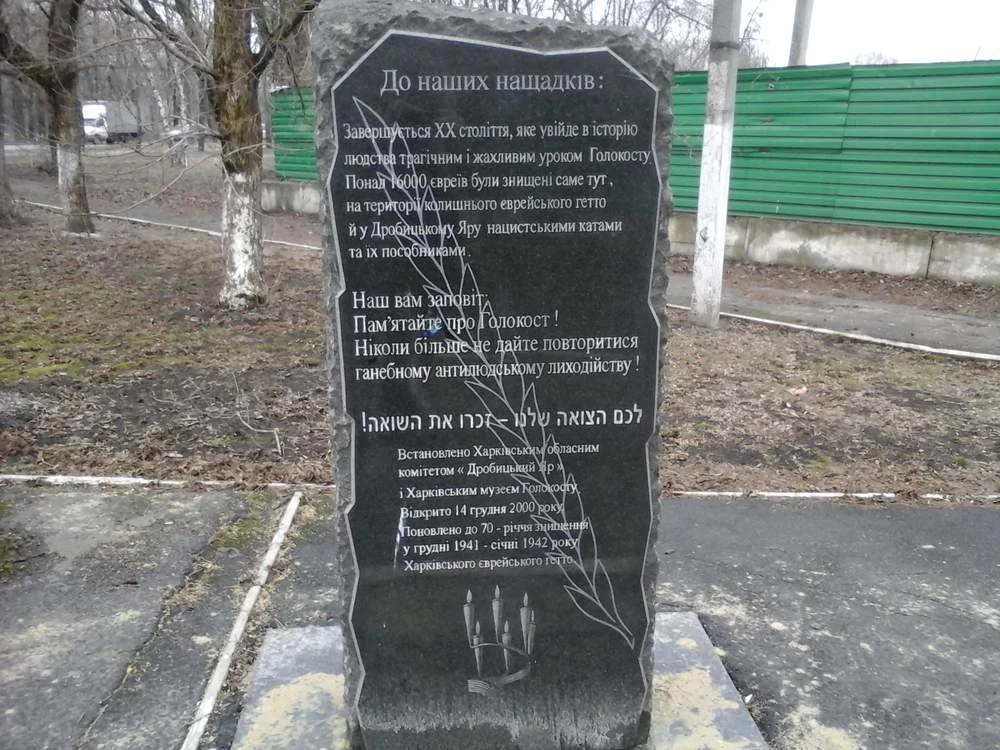 До наших нащадків :
Завершується XX століття, яке увійде в історію
людства трагічним і жахливим уроком Голокосту
Понад 16000 євреїв були знищені саме тут ,
на території колишнього еврейського гетто
й у Дробицькому Яру нацистськими катами
та їх пособниками .
Наш вам заповіт:
Пам'ятайте про Голокост !
Ніколи більше не дайте повторитися
ганебному антилюдському лиходійству !
לכם הצואה שלנו – זכרו את השואה!
Встановлено Харківським обласним
комітетом « Дробицький Яр »
і Харківським музеєм Голокосту.
Відкрито 14 грудня 2000 року
Поновлено до 70 - річчя знищення
у грудні 1941 - січні 1942 року
Харківського єврейського гетто